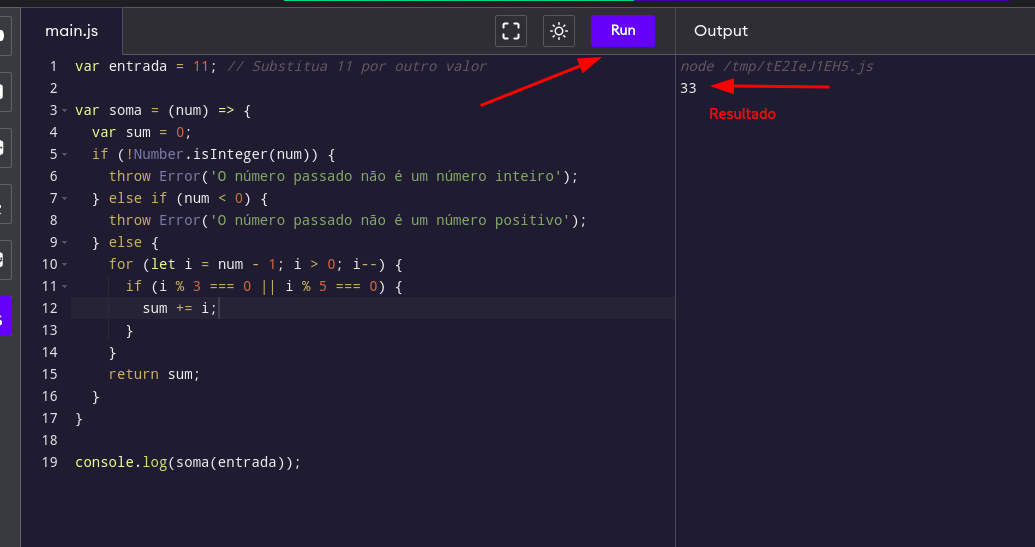 main.js
Run
Output
1 var entrada = 11; // Substitua 11 por outro valor
2
3 var soma = (num) => {
4   var sum = 0;
5   if (!Number.isInteger(num)) {
6     throw Error('O número passado não é um número inteiro');
7   } else if (num < 0) {
8     throw Error('O número passado não é um número positivo');
9   } else {
10     for (let i = num - 1; i > 0; i--) {
11       if (i % 3 === 0 || i % 5 === 0) {
12         sum += i;
13       }
14     }
15     return sum;
16   }
17 }
18
19 console.log(soma(entrada));
node /tmp/tE2IeJ1EH5.js
33
Resultado